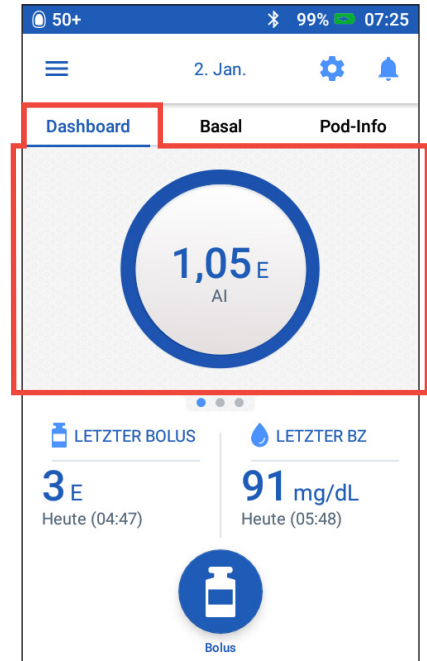 50+ 99% 07:25
2. Jan.
Dashboard Basal Pod-Info
1,05 E
AI
LETZTER BOLUS LETZTER BZ
3 E 91 mg/dL
Heute (04:47) Heute (05:48)
Bolus